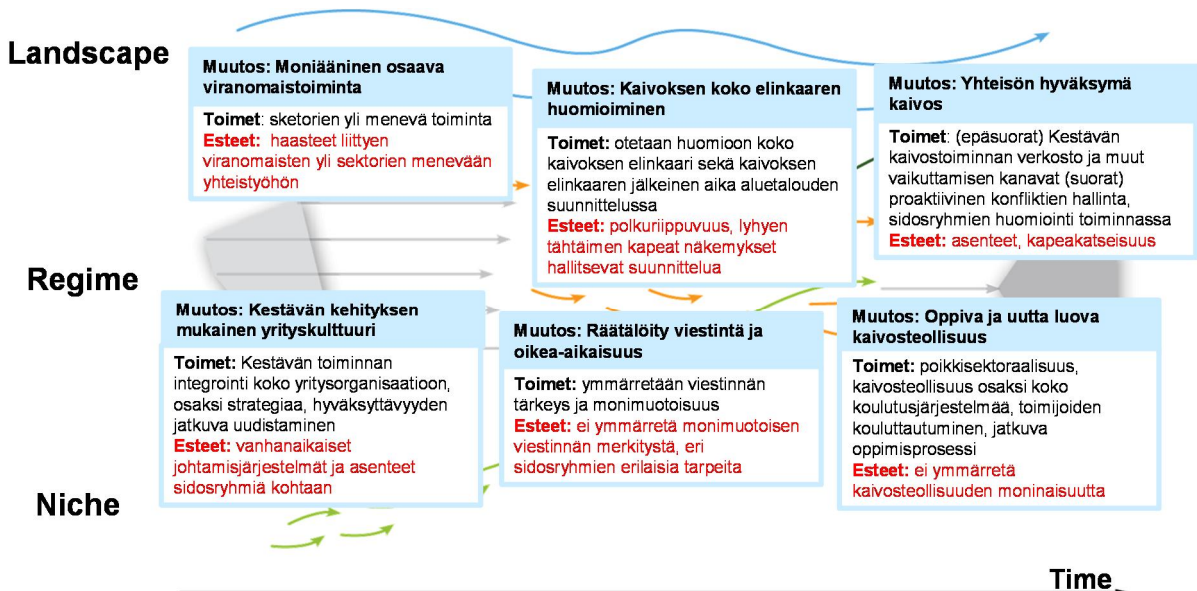 Landscape
Muutos: Moniääninen osaava
viranomaistoiminta
Toimet: sketorien yli menevä toiminta
Esteet: haasteet liittyen
viranomaisten yli sektorien menevään
yhteistyöhön
Muutos: Kaivoksen koko elinkaaren
huomioiminen
Toimet: otetaan huomioon koko
kaivoksen elinkaari sekä kaivoksen
elinkaaren jälkeinen aika aluetalouden
suunnittelussa
Esteet: polkuriippuvuus, lyhyen
tähtäimen kapeat näkemykset
hallitsevat suunnittelua
Muutos: Yhteisön hyväksymä
kaivos
Toimet: (epäsuorat) Kestävän
kaivostoiminnan verkosto ja muut
vaikuttamisen kanavat (suorat)
proaktiivinen konfliktien hallinta,
sidosryhmien huomiointi toiminnassa
Esteet: asenteet, kapeakatseisuus
Regime
Muutos: Kestävän kehityksen
mukainen yrityskulttuuri
Toimet: Kestävän toiminnan
integrointi koko yritysorganisaatioon,
osaksi strategiaa, hyväksyttävyyden
jatkuva uudistaminen
Esteet: vanhanaikaiset
johtamisjärjestelmät ja asenteet
sidosryhmiä kohtaan
Muutos: Räätälöity viestintä ja
oikea-aikaisuus
Toimet: ymmärretään viestinnän
tärkeys ja monimuotoisuus
Esteet: ei ymmärretä monimuotoisen
viestinnän merkitystä, eri
sidosryhmien erilaisia tarpeita
Muutos: Oppiva ja uutta luova
kaivosteollisuus
Toimet: poikkisektoraalisuus,
kaivosteollisuus osaksi koko
koulutusjärjestelmää, toimijoiden
kouluttautuminen, jatkuva
oppimisprosessi
Esteet: ei ymmärretä
kaivosteollisuuden moninaisuutta
Niche
Time